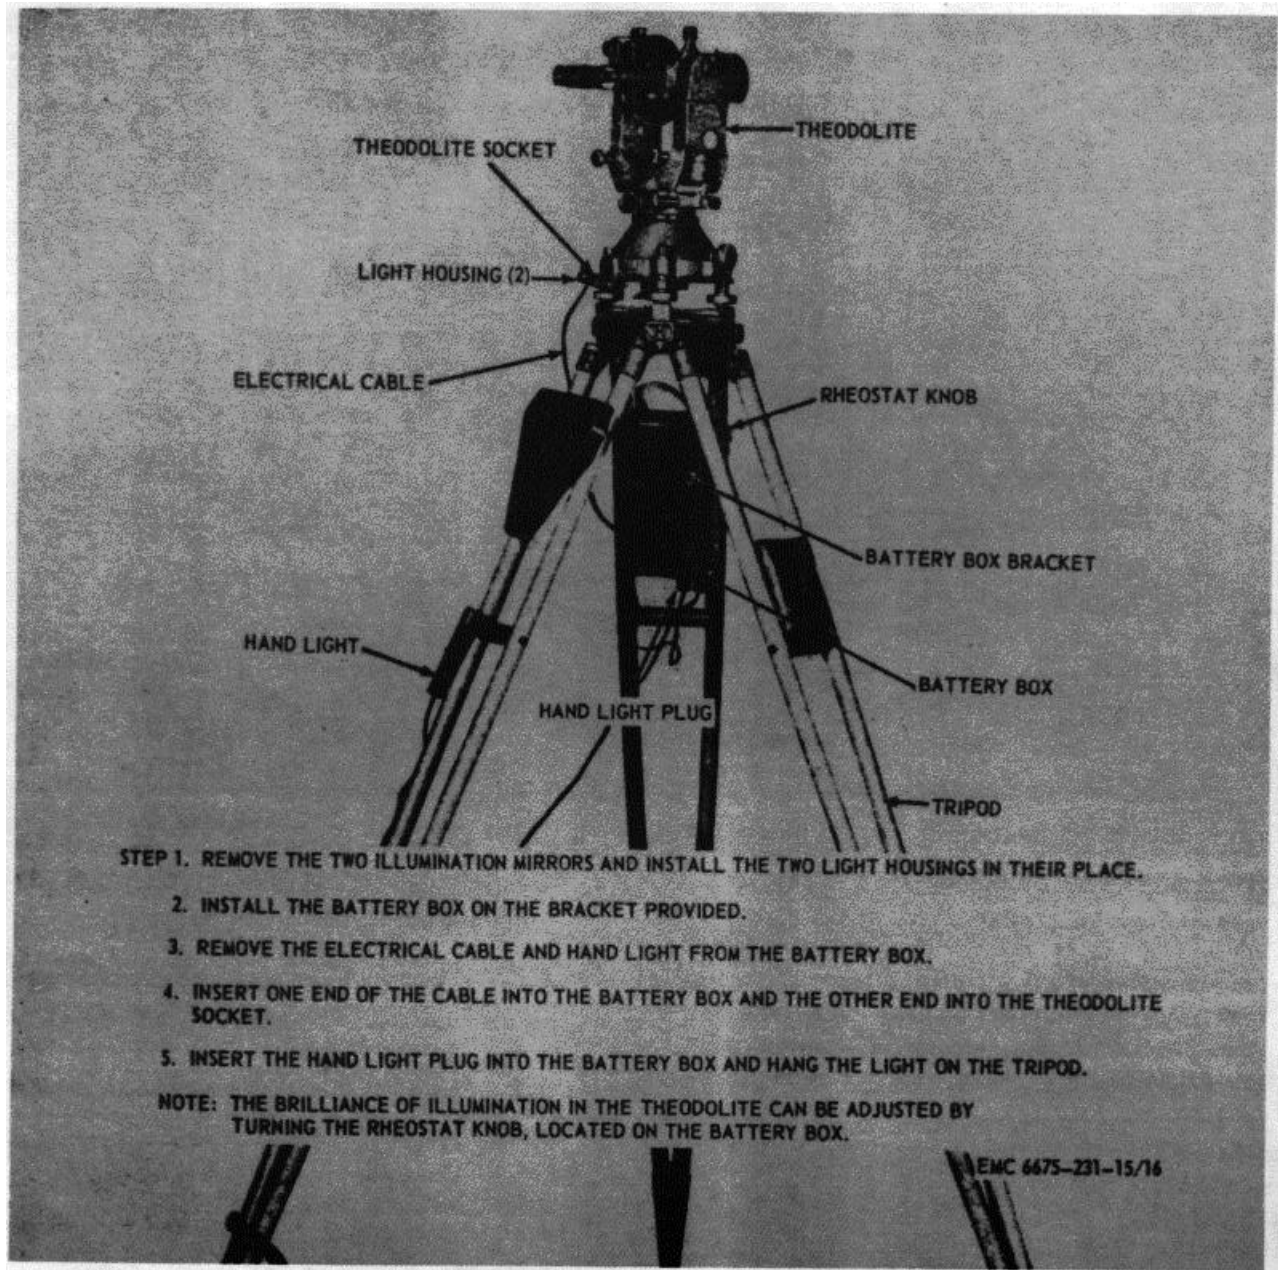 THEODOLITE
THEODOLITE SOCKET
LIGHT HOUSING (2)
ELECTRICAL CABLE
RHEOSTAT KNOB
BATTERY BOX BRACKET
HAND LIGHT
BATTERY BOX
HAND LIGHT PLUG
TRIPOD
STEP 1. REMOVE THE TWO ILLUMINATION MIRRORS AND INSTALL THE TWO LIGHT HOUSINGS IN THEIR PLACE.
2. INSTALL THE BATTERY BOX ON THE BRACKET PROVIDED.
3. REMOVE THE ELECTRICAL CABLE AND HAND LIGHT FROM THE BATTERY BOX.
4. INSERT ONE END OF THE CABLE INTO THE BATTERY BOX AND THE OTHER END INTO THE THEODOLITE
SOCKET.
5. INSERT THE HAND LIGHT PLUG INTO THE BATTERY BOX AND HANG THE LIGHT ON THE TRIPOD.
NOTE: THE BRILLIANCE OF ILLUMINATION IN THE THEODOLITE CAN BE ADJUSTED BY
TURNING THE RHEOSTAT KNOB, LOCATED ON THE BATTERY BOX.
EMC 6675-231-15/16